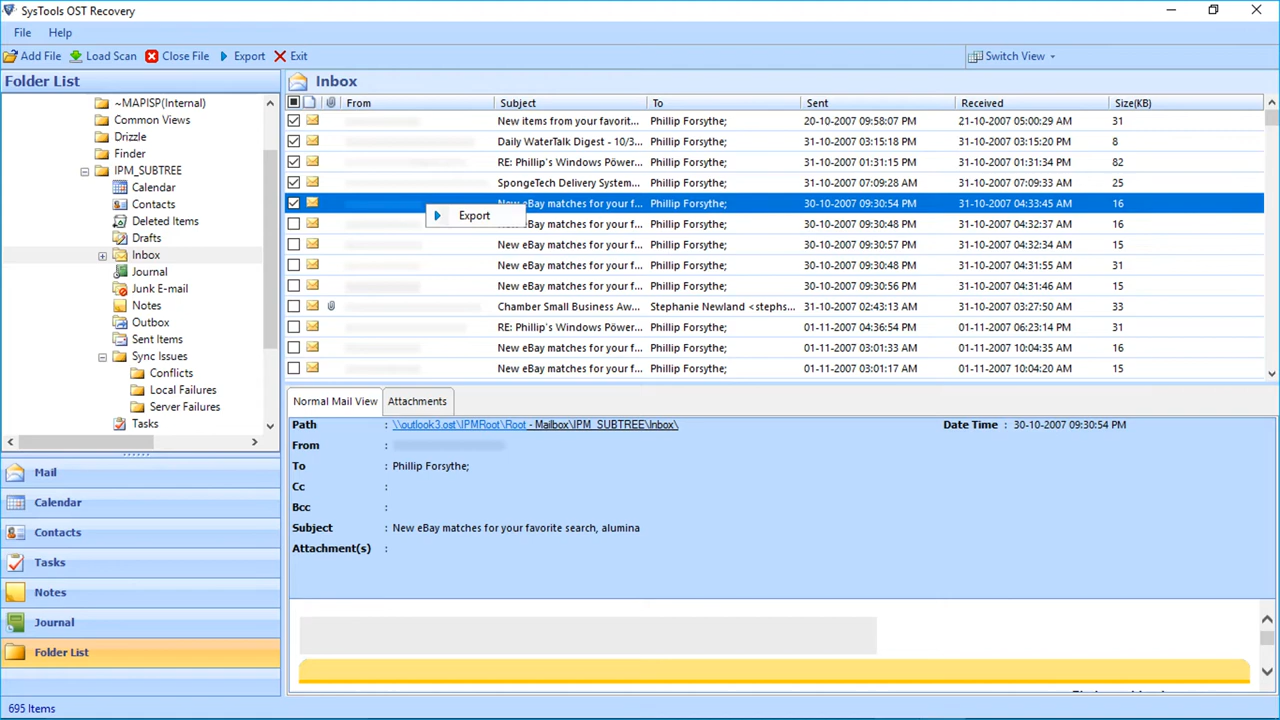 SysTools OST Recovery
File Help
Add File Load Scan Close File Export Exit Switch View
Folder List
~MAPISP(Internal)
Common Views
Drizzle
Finder
IPM_SUBTREE
Calendar
Contacts
Deleted Items
Drafts
Inbox
Journal
Junk E-mail
Notes
Outbox
Sent Items
Sync Issues
Conflicts
Local Failures
Server Failures
Tasks
Mail
Calendar
Contacts
Tasks
Notes
Journal
Folder List
Inbox
From Subject To Sent Received Size(KB)
New items from your favorit... Phillip Forsythe; 20-10-2007 09:58:07 PM 21-10-2007 05:00:29 AM 31
Daily WaterTalk Digest - 10/3... Phillip Forsythe; 31-10-2007 03:15:18 PM 31-10-2007 03:15:20 PM 8
RE: Phillip's Windows Pöwer... Phillip Forsythe; 31-10-2007 01:31:15 PM 31-10-2007 01:31:34 PM 82
SpongeTech Delivery System... Phillip Forsythe; 31-10-2007 07:09:28 AM 31-10-2007 07:09:33 AM 25
New eBay matches for your f... Phillip Forsythe; 30-10-2007 09:30:54 PM 31-10-2007 04:33:45 AM 16
Export
eBay matches for your f... Phillip Forsythe; 30-10-2007 09:30:48 PM 31-10-2007 04:32:37 AM 16
New eBay matches for your f... Phillip Forsythe; 30-10-2007 09:30:57 PM 31-10-2007 04:32:34 AM 15
New eBay matches for your f... Phillip Forsythe; 30-10-2007 09:30:48 PM 31-10-2007 04:31:55 AM 31
New eBay matches for your f... Phillip Forsythe; 30-10-2007 09:30:56 PM 31-10-2007 04:31:46 AM 15
Chamber Small Business Aw... Stephanie Newland <stephs... 31-10-2007 02:43:13 AM 31-10-2007 03:27:50 AM 33
RE: Phillip's Windows Pöwer... Phillip Forsythe; 01-11-2007 04:36:54 PM 01-11-2007 06:23:14 PM 31
New eBay matches for your f... Phillip Forsythe; 01-11-2007 03:01:33 AM 01-11-2007 10:04:35 AM 16
New eBay matches for your f... Phillip Forsythe; 01-11-2007 03:01:17 AM 01-11-2007 10:04:20 AM 15
Normal Mail View Attachments
Path : \\outlook3.ost\IPMRoot\Root - Mailbox\IPM_SUBTREE\Inbox\ Date Time : 30-10-2007 09:30:54 PM
From :
To : Phillip Forsythe;
Cc :
Bcc :
Subject : New eBay matches for your favorite search, alumina
Attachment(s) :
695 Items